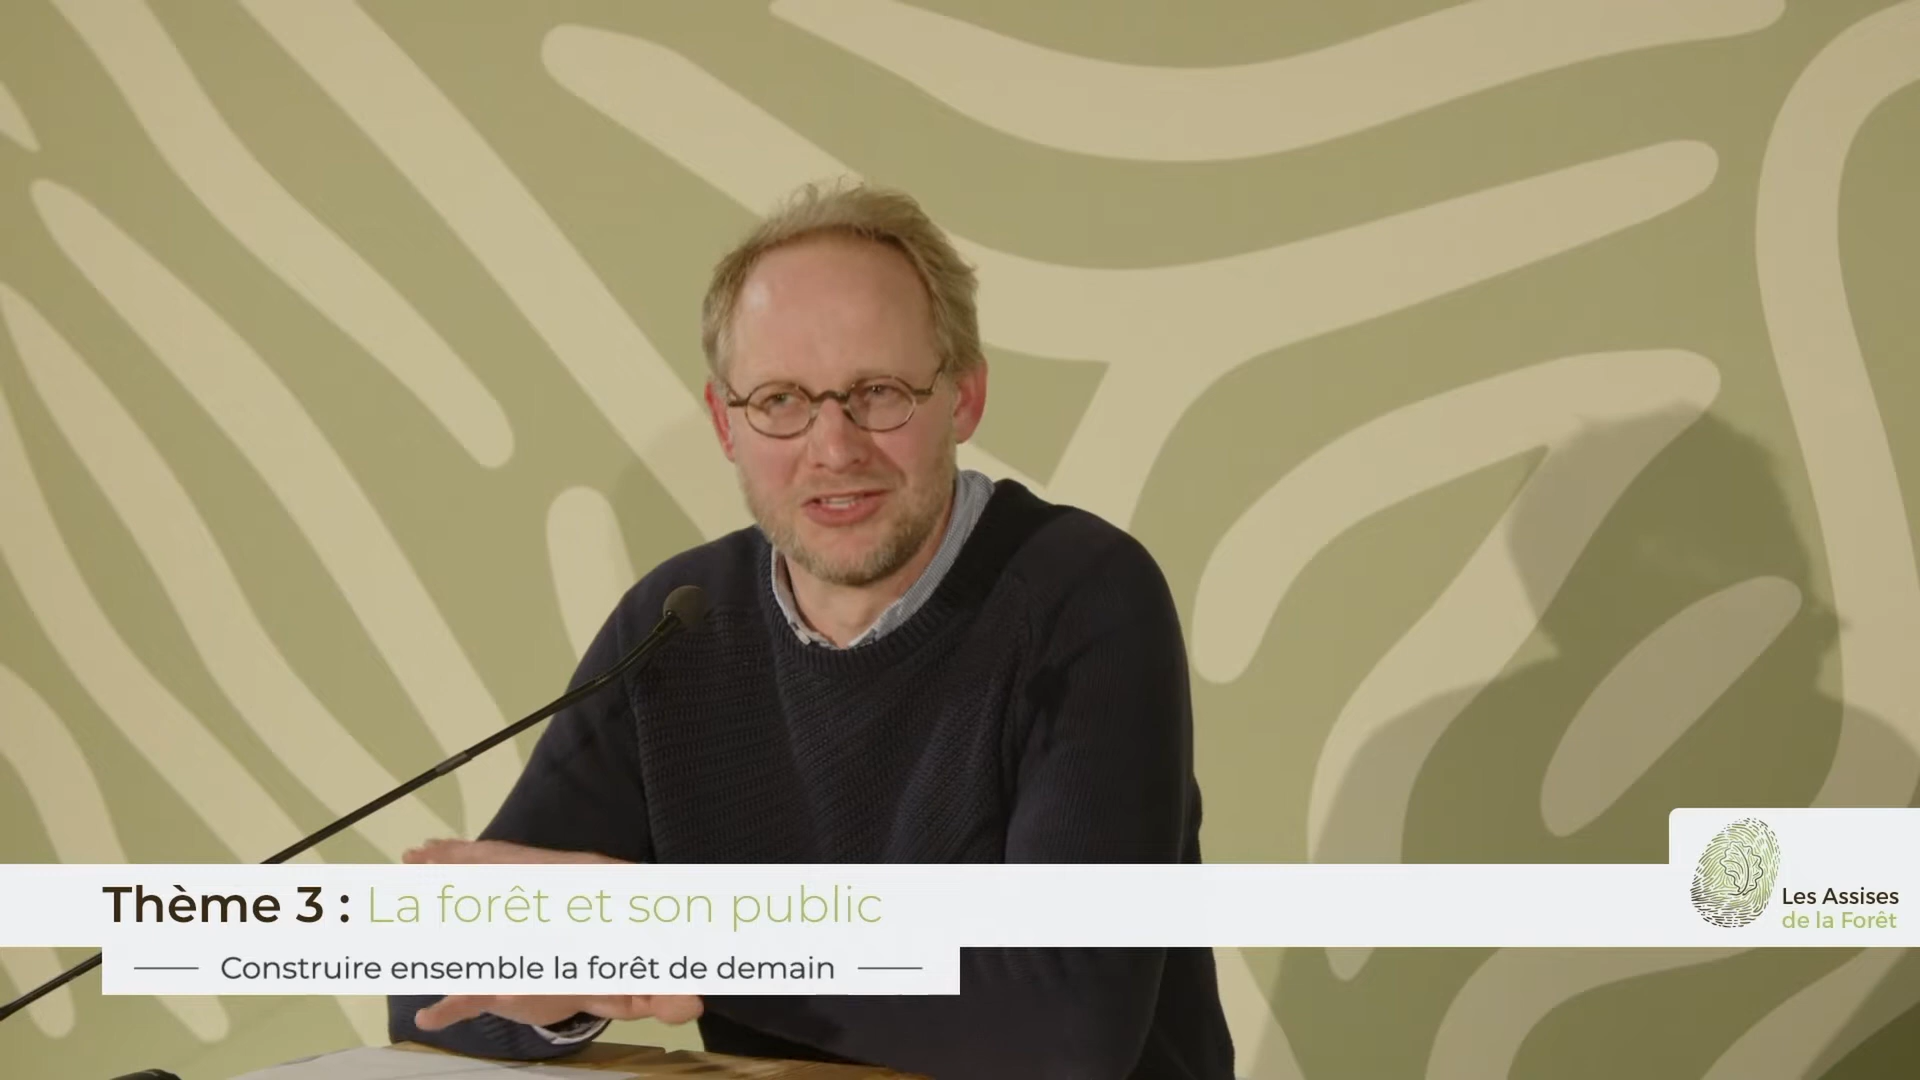 Thème 3 : La forêt et son public
Construire ensemble la forêt de demain
Les Assises
de la Forêt